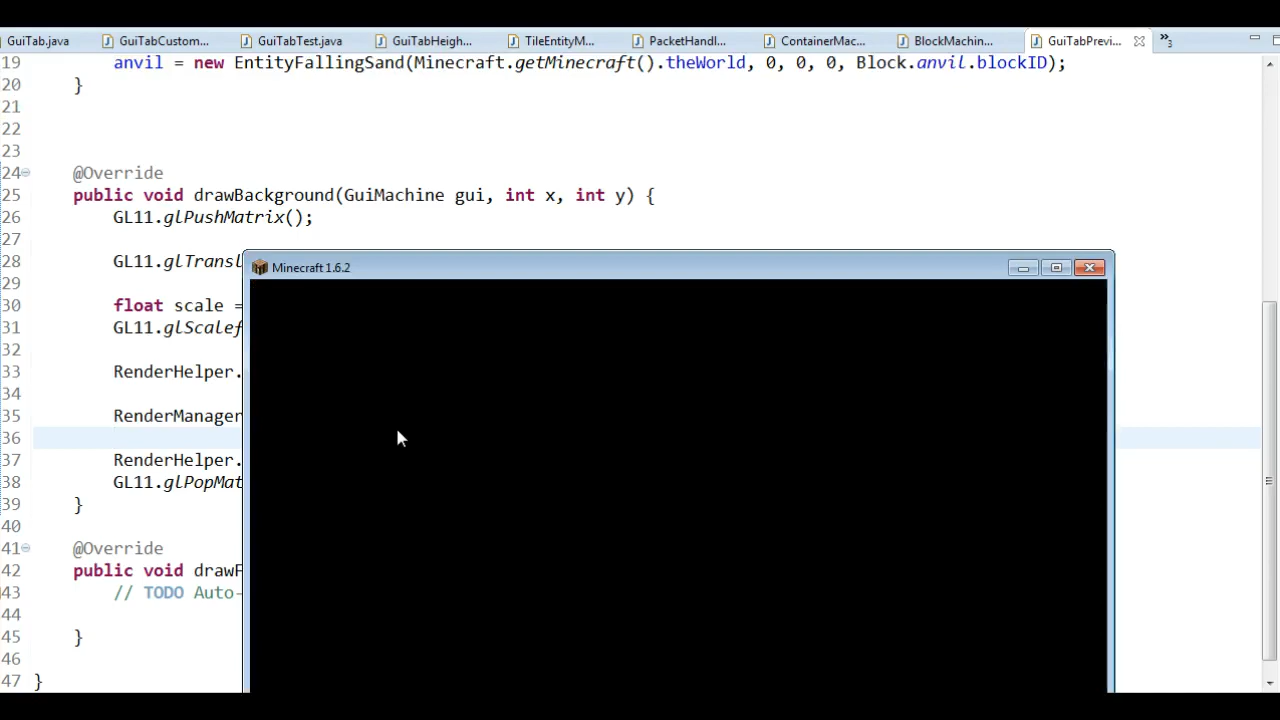 GuiTab.java GuiTabCustom... GuiTabTest.java GuiTabHeigh... TileEntityM... PacketHandl... ContainerMac... BlockMachin... GuiTabPrevi... »3
19 anvil = new EntityFallingSand(Minecraft.getMinecraft().theWorld, 0, 0, 0, Block.anvil.blockID);
20 }
21
22
23
24 @Override
25 public void drawBackground(GuiMachine gui, int x, int y) {
26 GL11.glPushMatrix();
27
28 GL11.glTransl
29
30 float scale =
31 GL11.glScalef
32
33 RenderHelper.
34
35 RenderManager
36
37 RenderHelper.
38 GL11.glPopMat
39 }
40
41 @Override
42 public void drawF
43 // TODO Auto-
44
45 }
46
47 }
Minecraft 1.6.2